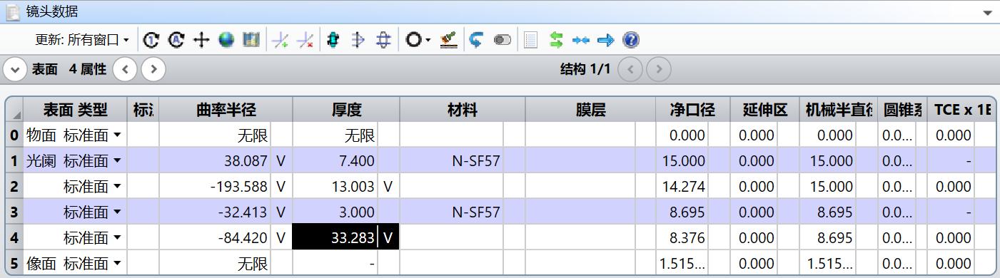 镜头数据
更新: 所有窗口
表面 4 属性 结构 1/1
表面 类型 曲率半径 厚度 材料 膜层 净口径 延伸区 机械半直径 圆锥系 TCE x 1E
0 物面 标准面 无限 无限 0.000 0.000 0.000 0.0... 0.000
1 光阑 标准面 38.087 V 7.400 N-SF57 15.000 0.000 15.000 0.0... -
2 标准面 -193.588 V 13.003 V 14.274 0.000 15.000 0.0... 0.000
3 标准面 -32.413 V 3.000 N-SF57 8.695 0.000 8.695 0.0... -
4 标准面 -84.420 V 33.283 V 8.376 0.000 8.695 0.0... 0.000
5 像面 标准面 无限 - 1.515... 0.000 1.515... 0.0... 0.000